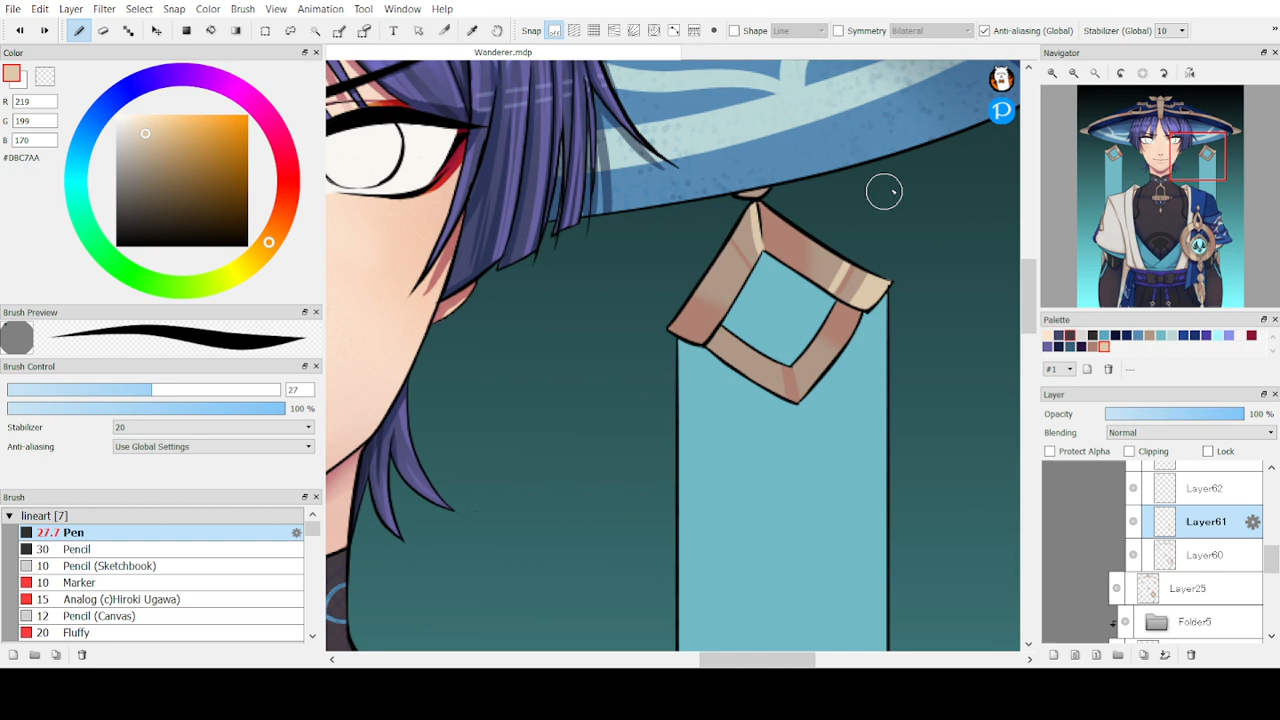 File Edit Layer Filter Select Snap Color Brush View Animation Tool Window Help
Snap Shape Line Symmetry Bilateral Anti-aliasing (Global) Stabilizer (Global) 10
Color
R 219
G 199
B 170
#DBC7AA
Brush Preview
Brush Control
27
100 %
Stabilizer 20
Anti-aliasing Use Global Settings
Brush
lineart [7]
27.7 Pen
30 Pencil
10 Pencil (Sketchbook)
10 Marker
15 Analog (c)Hiroki Ugawa)
12 Pencil (Canvas)
20 Fluffy
Wanderer.mdp
Navigator
Palette
#1 ---
Layer
Opacity 100 %
Blending Normal
Protect Alpha Clipping Lock
Layer62
Layer61
Layer60
Layer25
Folder5